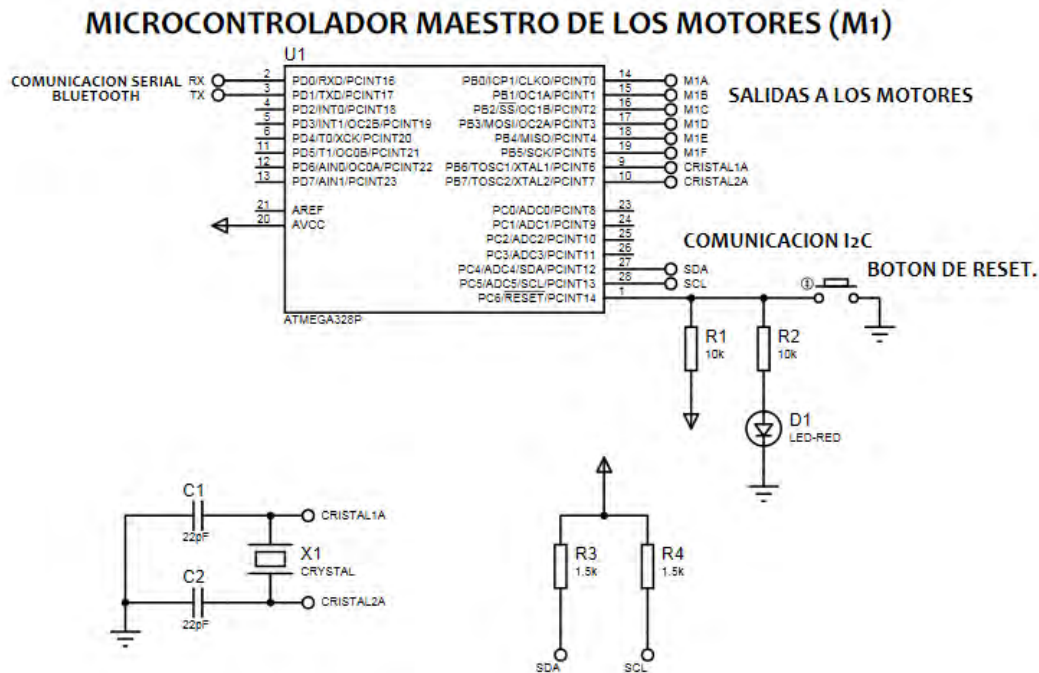 MICROCONTROLADOR MAESTRO DE LOS MOTORES (M1)
U1
COMUNICACION SERIAL
BLUETOOTH
RX
TX
2
3
4
5
6
11
12
13
21
20
PD0/RXD/PCINT16
PD1/TXD/PCINT17
PD2/INT0/PCINT18
PD3/INT1/OC2B/PCINT19
PD4/T0/XCK/PCINT20
PD5/T1/OC0B/PCINT21
PD6/AIN0/OC0A/PCINT22
PD7/AIN1/PCINT23
AREF
AVCC
PB0/ICP1/CLKO/PCINT0
PB1/OC1A/PCINT1
PB2/SS/OC1B/PCINT2
PB3/MOSI/OC2A/PCINT3
PB4/MISO/PCINT4
PB5/SCK/PCINT5
PB6/TOSC1/XTAL1/PCINT6
PB7/TOSC2/XTAL2/PCINT7
PC0/ADC0/PCINT8
PC1/ADC1/PCINT9
PC2/ADC2/PCINT10
PC3/ADC3/PCINT11
PC4/ADC4/SDA/PCINT12
PC5/ADC5/SCL/PCINT13
PC6/RESET/PCINT14
14
15
16
17
18
19
9
10
23
24
25
26
27
28
1
M1A
M1B
M1C
M1D
M1E
M1F
CRISTAL1A
CRISTAL2A
SALIDAS A LOS MOTORES
COMUNICACION I2C
SDA
SCL
BOTON DE RESET.
ATMEGA328P
R1
10k
R2
10k
D1
LED-RED
C1
22pF
C2
22pF
CRISTAL1A
X1
CRYSTAL
CRISTAL2A
R3
1.5k
R4
1.5k
SDA
SCL